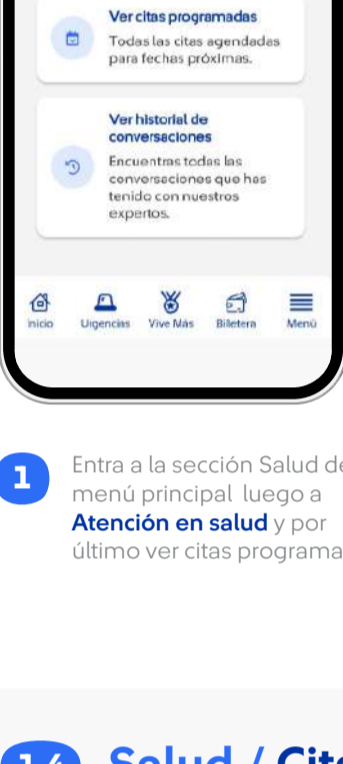 Ver citas programadas
Todas las citas agendadas
para fechas próximas.
Ver historial de
conversaciones
Encuentras todas las
conversaciones que has
tenido con nuestros
expertos.
Inicio Urgencias Vive Más Billetera Menú
1
Entra a la sección Salud de
menú principal luego a
Atención en salud y por
último ver citas programa
Salud /